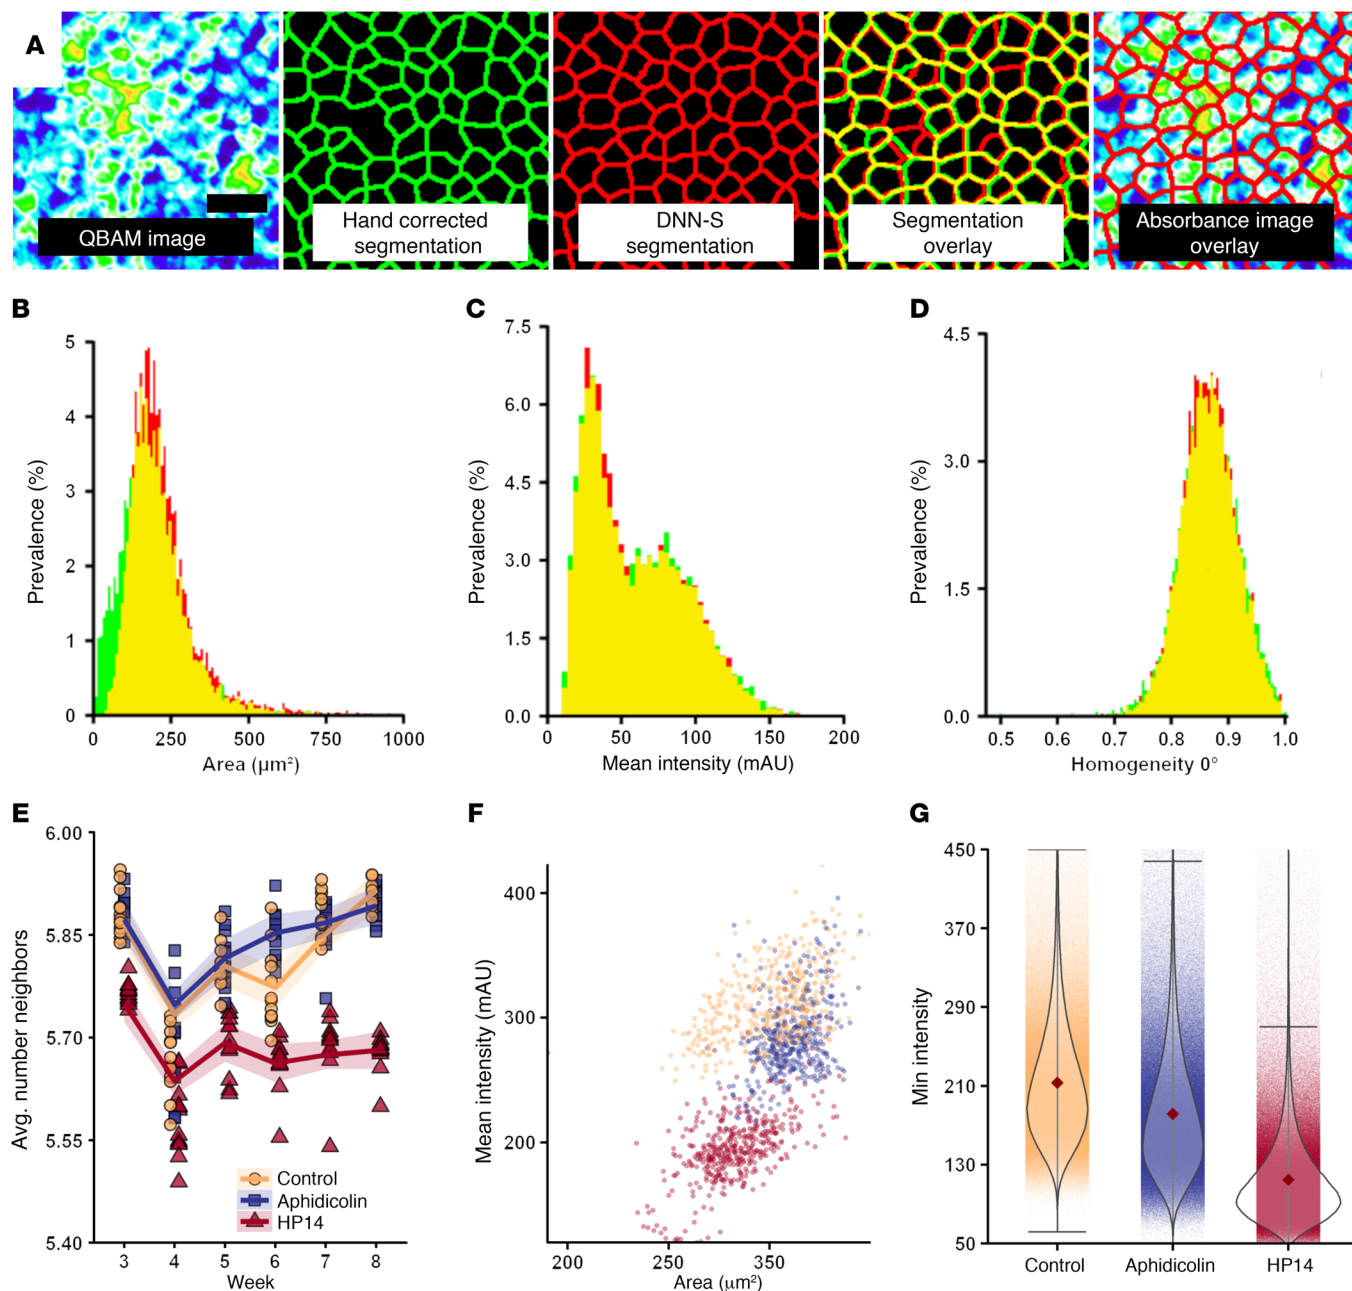 A
QBAM image
Hand corrected
segmentation
DNN-S
segmentation
Segmentation
overlay
Absorbance image
overlay
B
Prevalence (%)
5
4
3
2
1
0
0 250 500 750 1000
Area (µm²)
C
Prevalence (%)
7.5
6.0
4.5
3.0
1.5
0.0
0 50 100 150 200
Mean intensity (mAU)
D
Prevalence (%)
4.5
3.0
1.5
0.0
0.5 0.6 0.7 0.8 0.9 1.0
Homogeneity 0°
E
Avg. number neighbors
6.00
5.85
5.70
5.55
5.40
Control
Aphidicolin
HP14
3 4 5 6 7 8
Week
F
Mean intensity (mAU)
400
300
200
200 250 350
Area (µm²)
G
Min intensity
450
370
290
210
130
50
Control Aphidicolin HP14